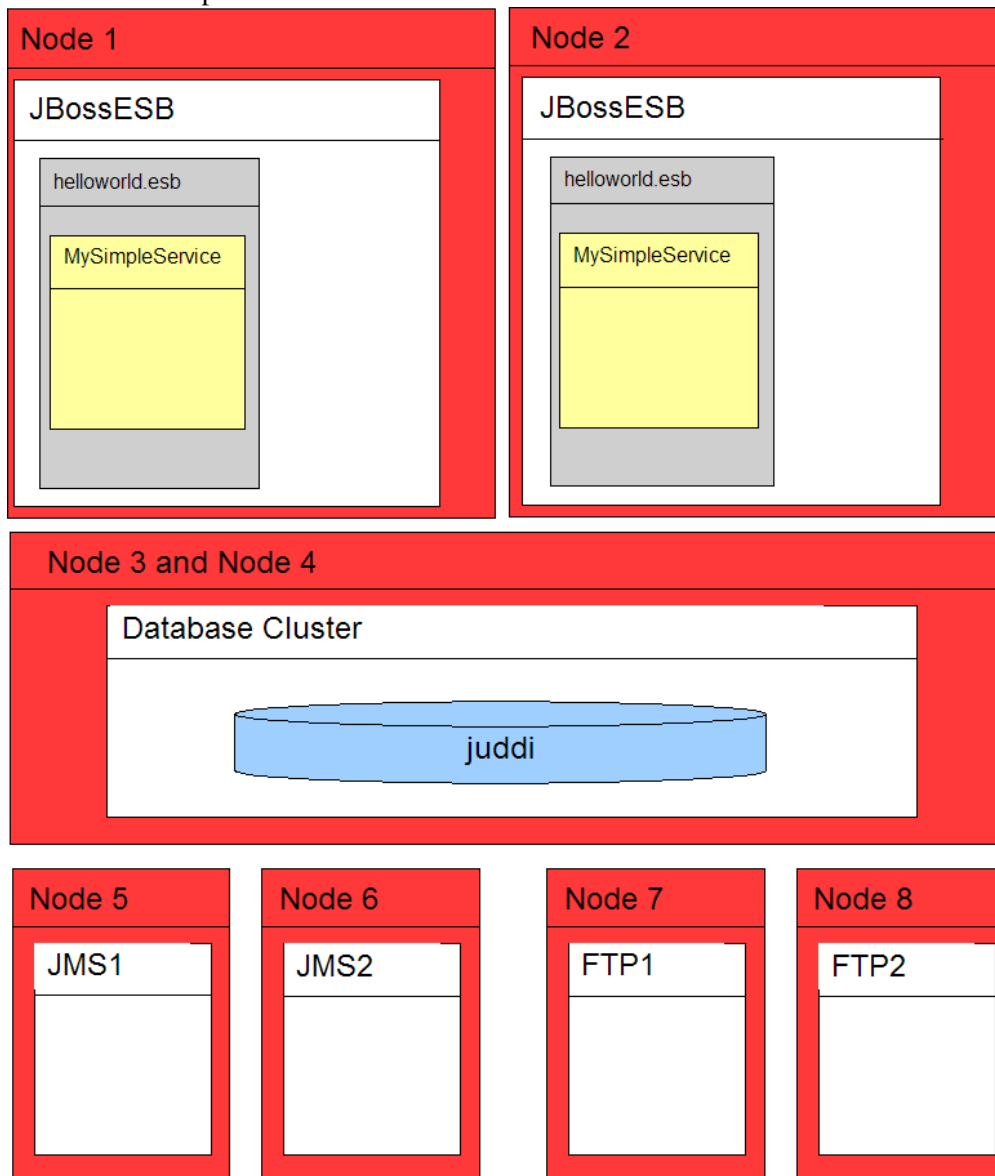 Node 1
Node 2
JBossESB
JBossESB
helloworld.esb
helloworld.esb
MySimpleService
MySimpleService
Node 3 and Node 4
Database Cluster
juddi
Node 5
Node 6
Node 7
Node 8
JMS1
JMS2
FTP1
FTP2